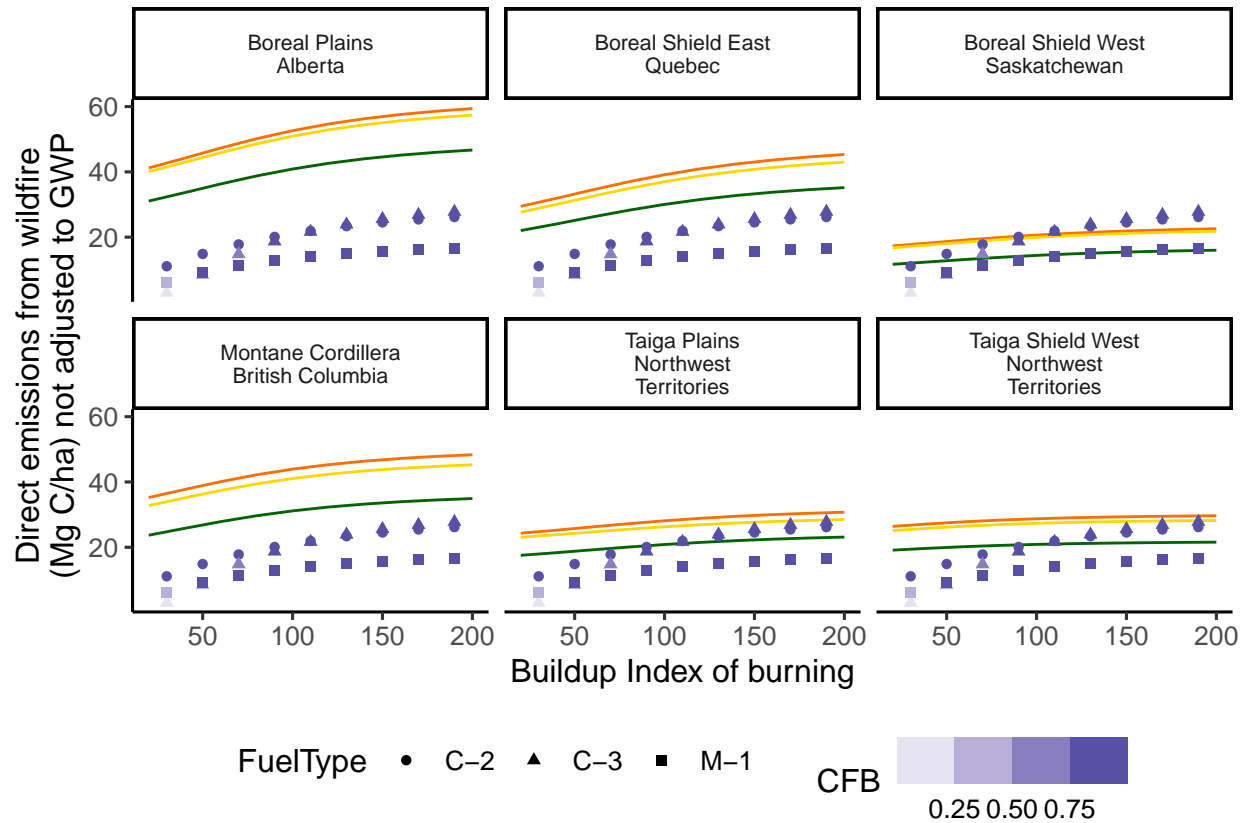 Boreal Plains
Alberta
Boreal Shield East
Quebec
Boreal Shield West
Saskatchewan
60
40
20
Montane Cordillera
British Columbia
Taiga Plains
Northwest
Territories
Taiga Shield West
Northwest
Territories
60
40
20
50 100 150 200
50 100 150 200
50 100 150 200
Direct emissions from wildfire
(Mg C/ha) not adjusted to GWP
Buildup Index of burning
FuelType C−2 C−3 M−1
CFB
0.25 0.50 0.75